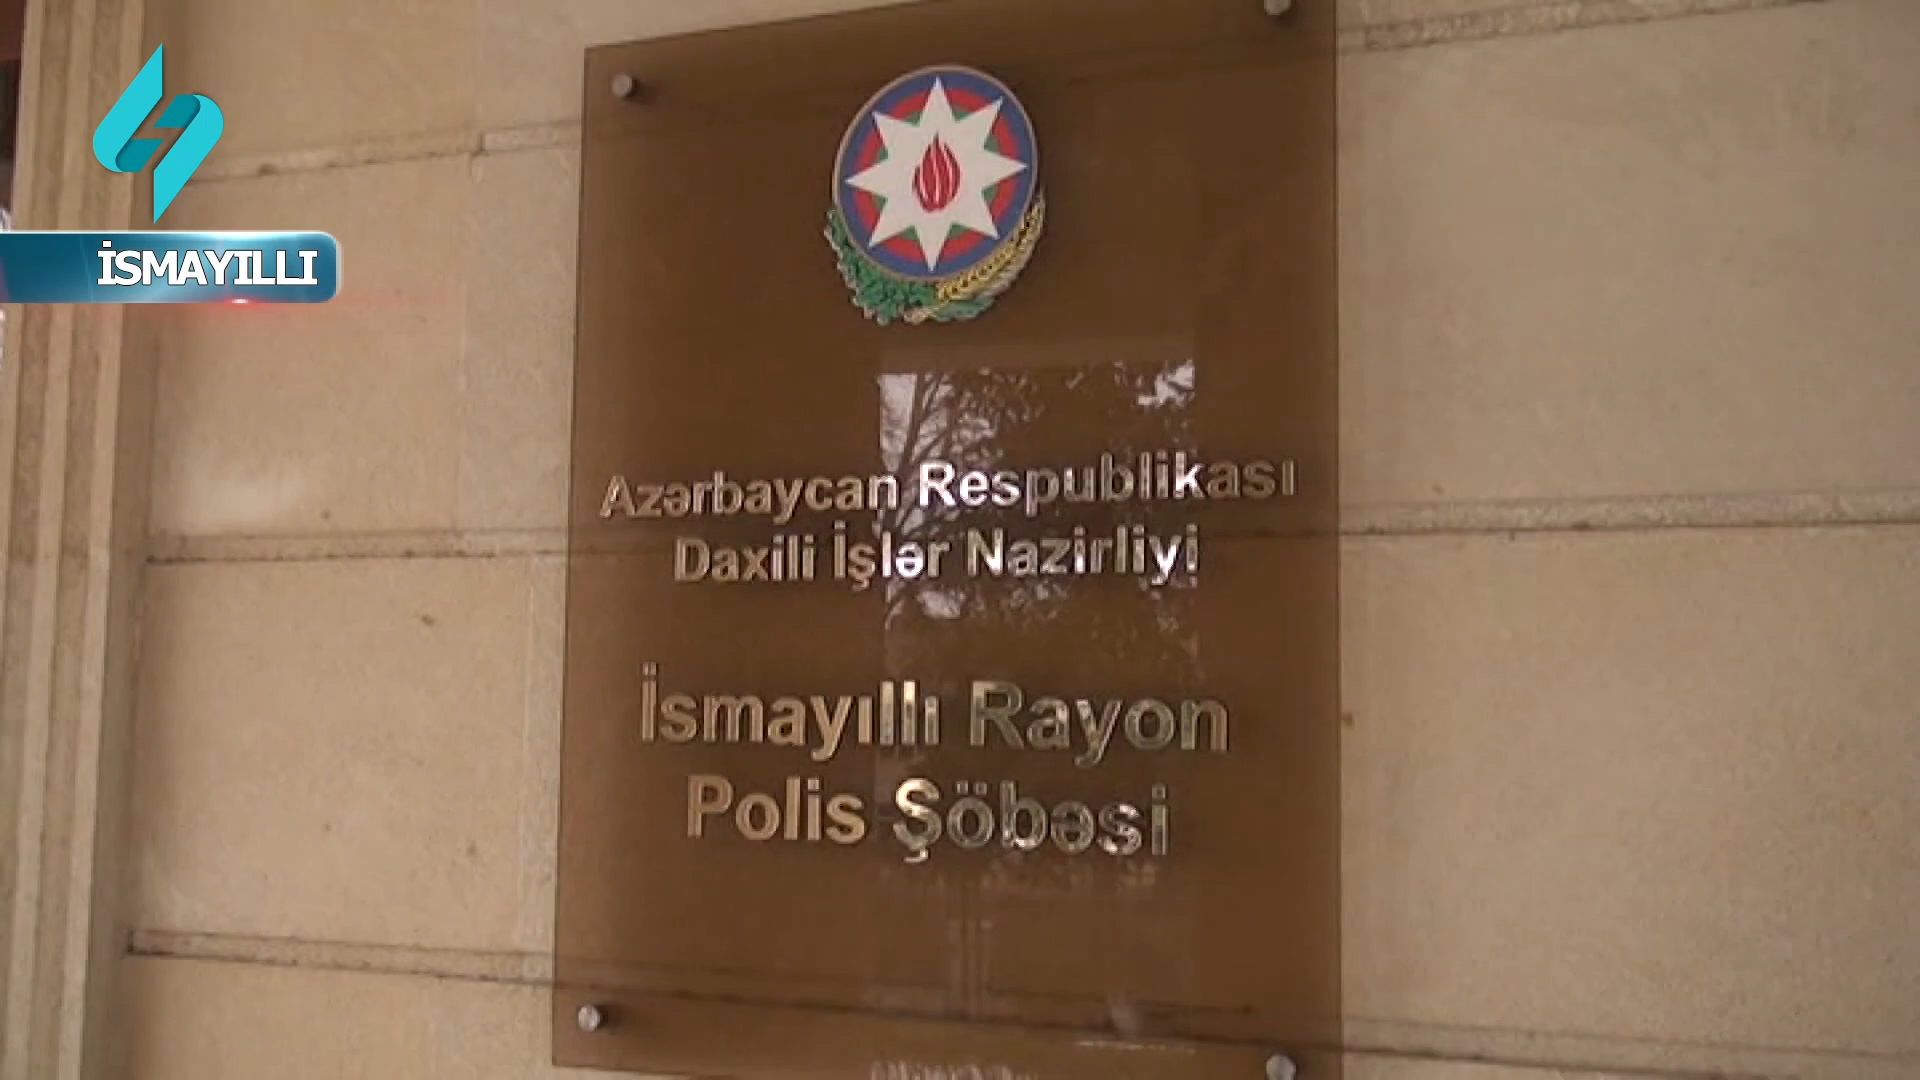 İSMAYILLI
Azərbaycan Respublikası
Daxili İşlər Nazirliyi
İsmayıllı Rayon
Polis Şöbəsi